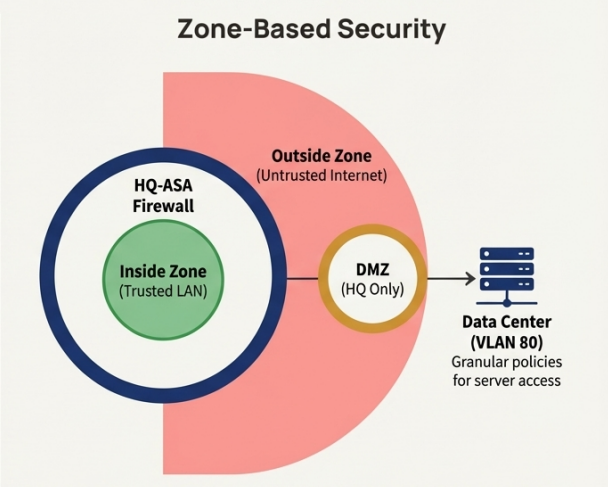 Zone-Based Security
Outside Zone
(Untrusted Internet)
HQ-ASA
Firewall
Inside Zone
(Trusted LAN)
DMZ
(HQ Only)
Data Center
(VLAN 80)
Granular policies
for server access